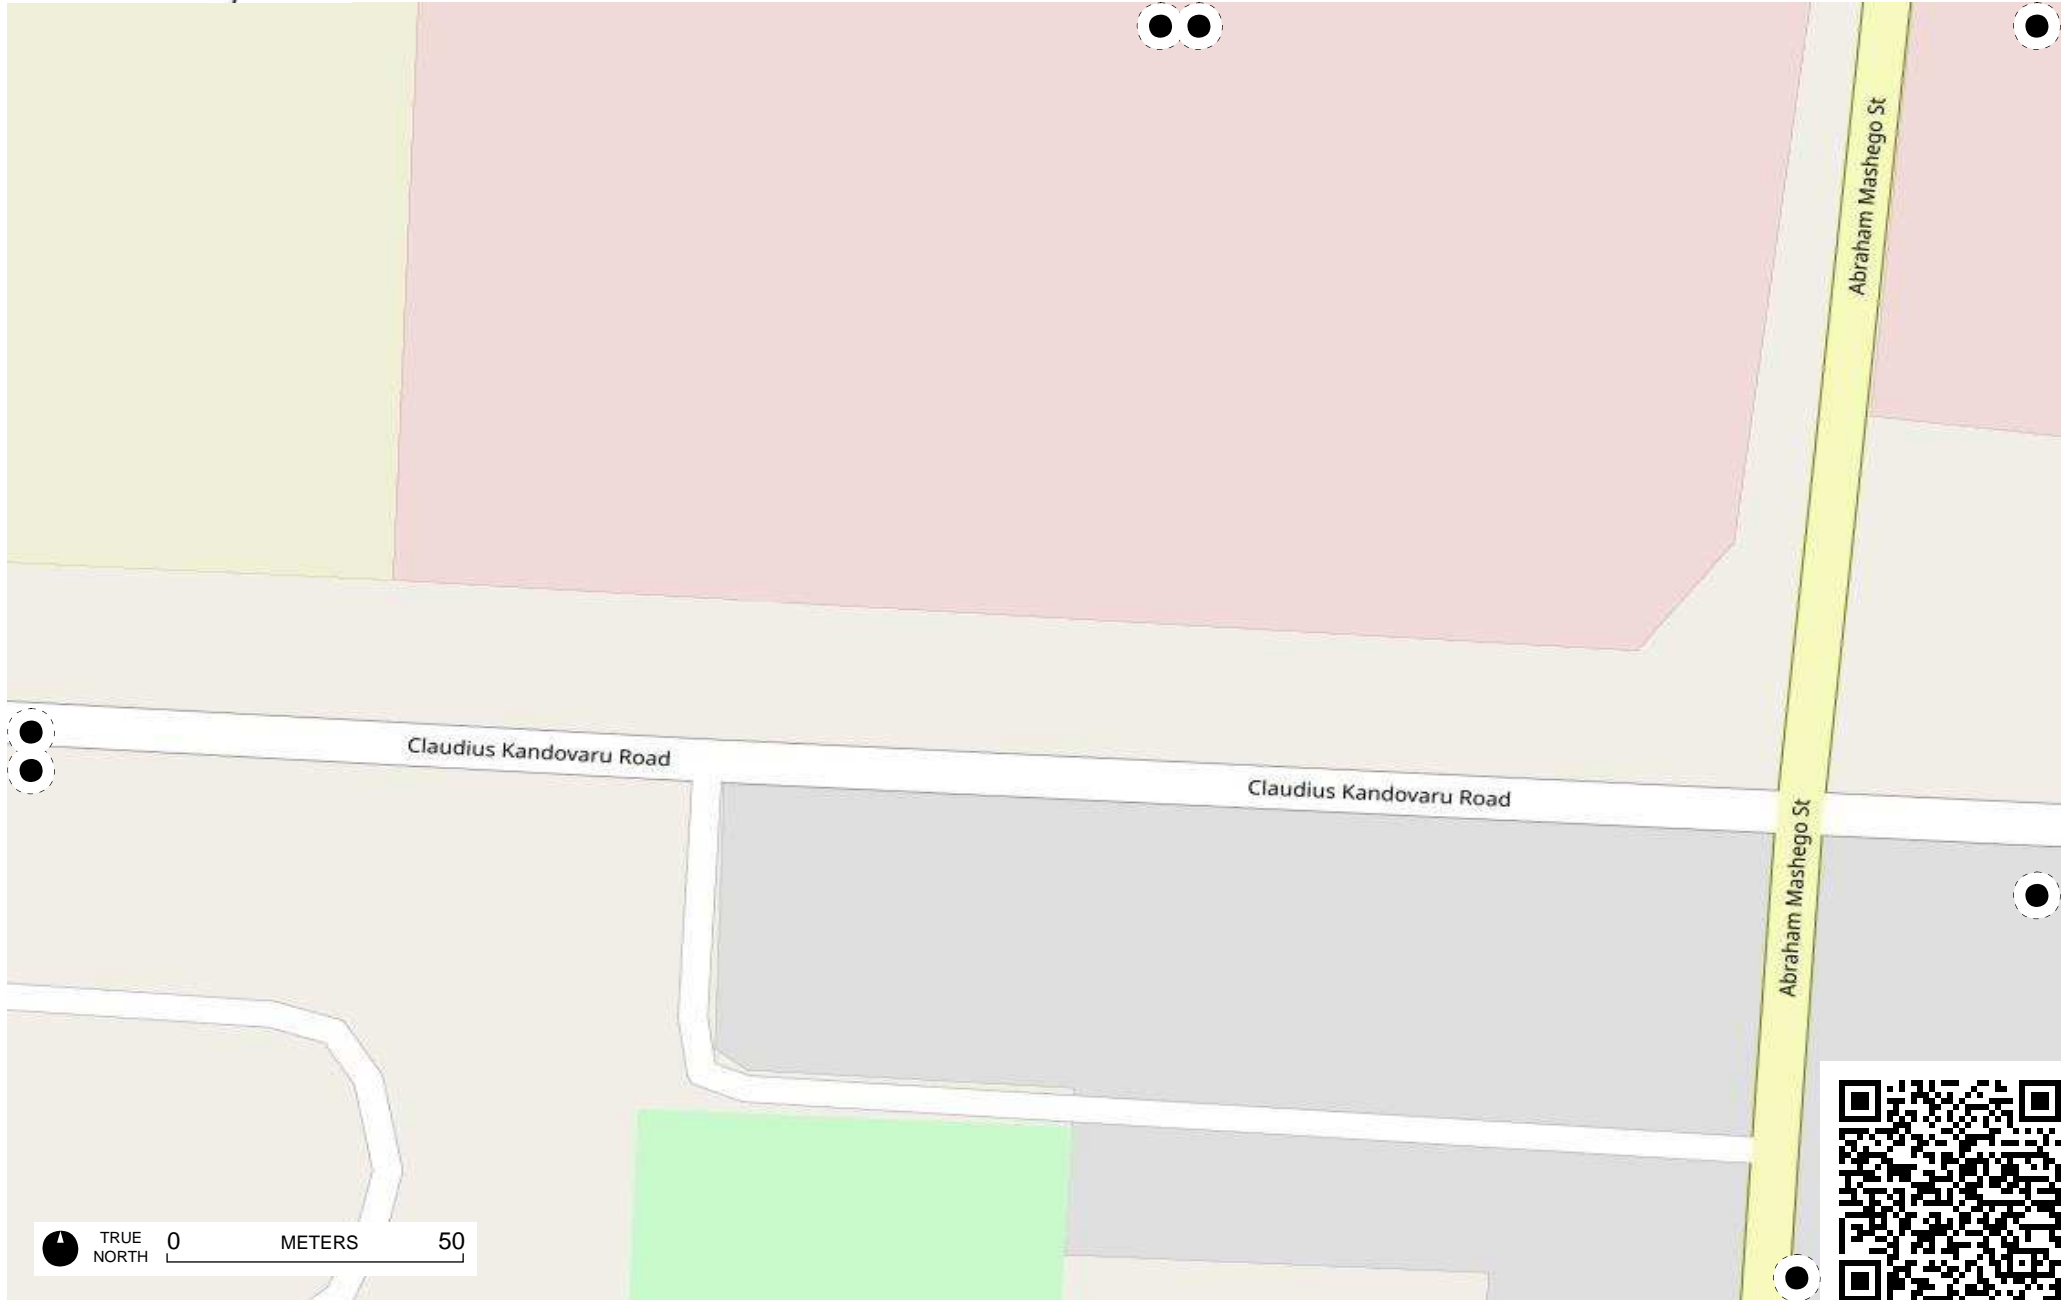 Abraham Mashego St
Claudius Kandovaru Road
Claudius Kandovaru Road
Abraham Mashego St
TRUE
NORTH
0 METERS 50